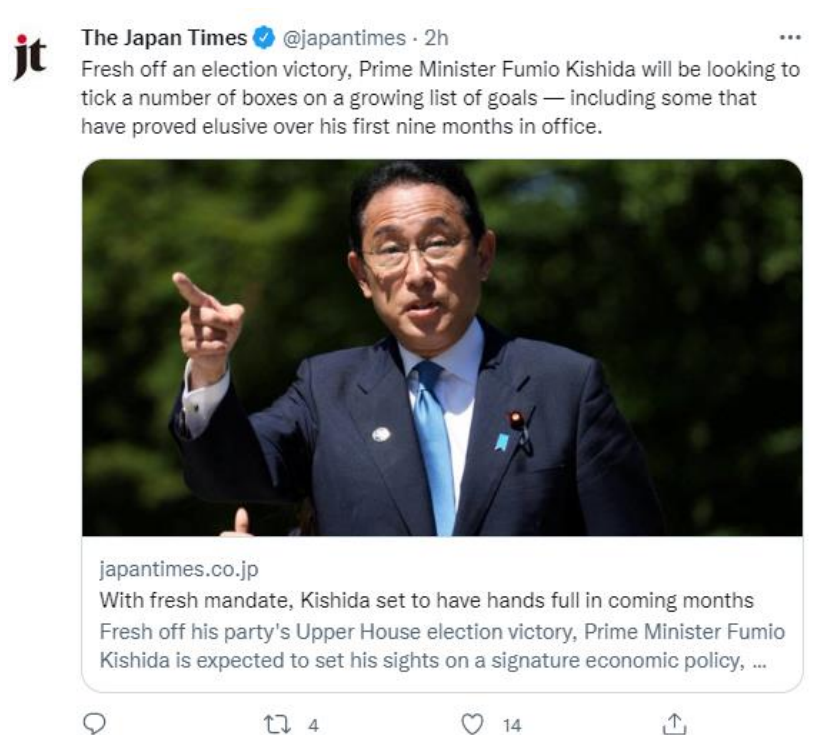 jt
The Japan Times @japantimes · 2h
Fresh off an election victory, Prime Minister Fumio Kishida will be looking to
tick a number of boxes on a growing list of goals — including some that
have proved elusive over his first nine months in office.
japantimes.co.jp
With fresh mandate, Kishida set to have hands full in coming months
Fresh off his party's Upper House election victory, Prime Minister Fumio
Kishida is expected to set his sights on a signature economic policy, ...
4 14